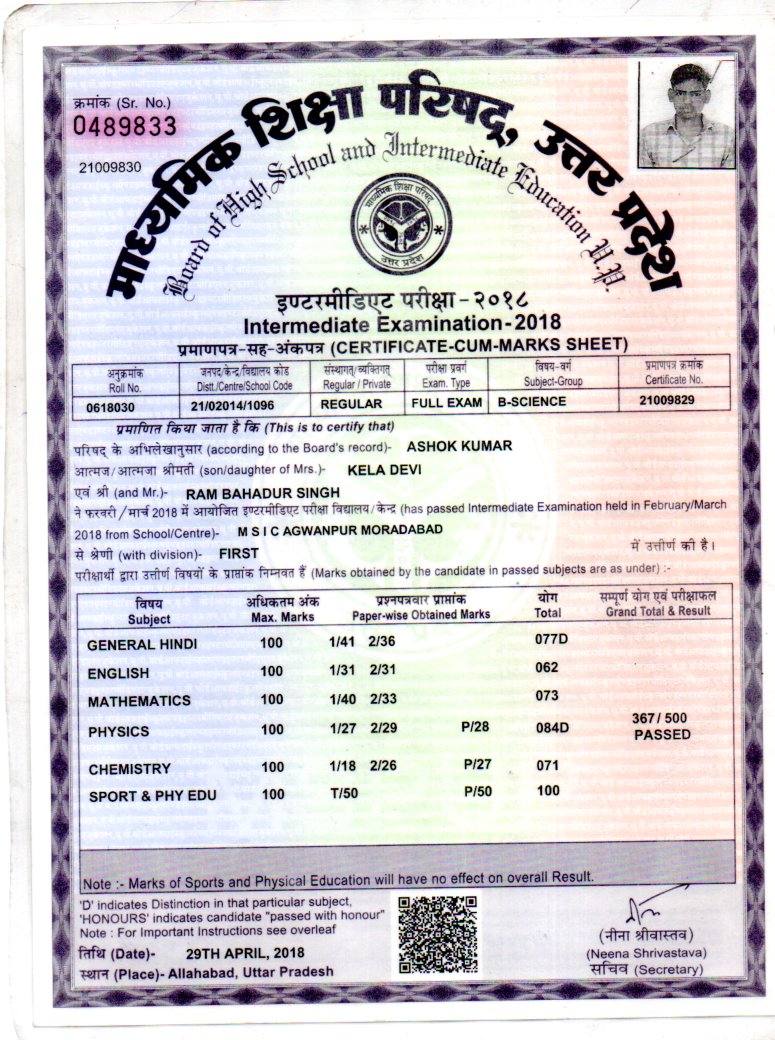 क्रमांक (Sr. No.)
0489833
21009830
माध्यमिक शिक्षा परिषद्, उत्तर प्रदेश
Board of High School and Intermediate Education U.P.
माध्यमिक शिक्षा परिषद
उत्तर प्रदेश
इण्टरमीडिएट परीक्षा - २०१८
Intermediate Examination - 2018
प्रमाणपत्र-सह-अंकपत्र (CERTIFICATE-CUM-MARKS SHEET)
अनुक्रमांक जनपद/केन्द्र/विद्यालय कोड संस्थागत/व्यक्तिगत् परीक्षा प्रवर्ग विषय-वर्ग प्रमाणपत्र क्रमांक
Roll No. Distt./Centre/School Code Regular / Private Exam. Type Subject-Group Certificate No.
0618030 21/02014/1096 REGULAR FULL EXAM B-SCIENCE 21009829
प्रमाणित किया जाता है कि (This is to certify that)
परिषद् के अभिलेखानुसार (according to the Board's record)- ASHOK KUMAR
आत्मज/आत्मजा श्रीमती (son/daughter of Mrs.)- KELA DEVI
एवं श्री (and Mr.)- RAM BAHADUR SINGH
ने फरवरी/मार्च 2018 में आयोजित इण्टरमीडिएट परीक्षा विद्यालय/केन्द्र (has passed Intermediate Examination held in February/March
2018 from School/Centre)- M S I C AGWANPUR MORADABAD
से श्रेणी (with division)- FIRST में उत्तीर्ण की है।
परीक्षार्थी द्वारा उत्तीर्ण विषयों के प्राप्तांक निम्नवत हैं (Marks obtained by the candidate in passed subjects are as under) :-
विषय अधिकतम अंक प्रश्नपत्रवार प्राप्तांक योग सम्पूर्ण योग एवं परीक्षाफल
Subject Max. Marks Paper-wise Obtained Marks Total Grand Total & Result
GENERAL HINDI 100 1/41 2/36 077D
ENGLISH 100 1/31 2/31 062
MATHEMATICS 100 1/40 2/33 073
PHYSICS 100 1/27 2/29 P/28 084D 367/ 500
PASSED
CHEMISTRY 100 1/18 2/26 P/27 071
SPORT & PHY EDU 100 T/50 P/50 100
Note :- Marks of Sports and Physical Education will have no effect on overall Result.
'D' indicates Distinction in that particular subject,
'HONOURS' indicates candidate "passed with honour"
Note : For Important Instructions see overleaf
तिथि (Date)- 29TH APRIL, 2018
स्थान (Place)- Allahabad, Uttar Pradesh
(नीना श्रीवास्तव)
(Neena Shrivastava)
सचिव (Secretary)